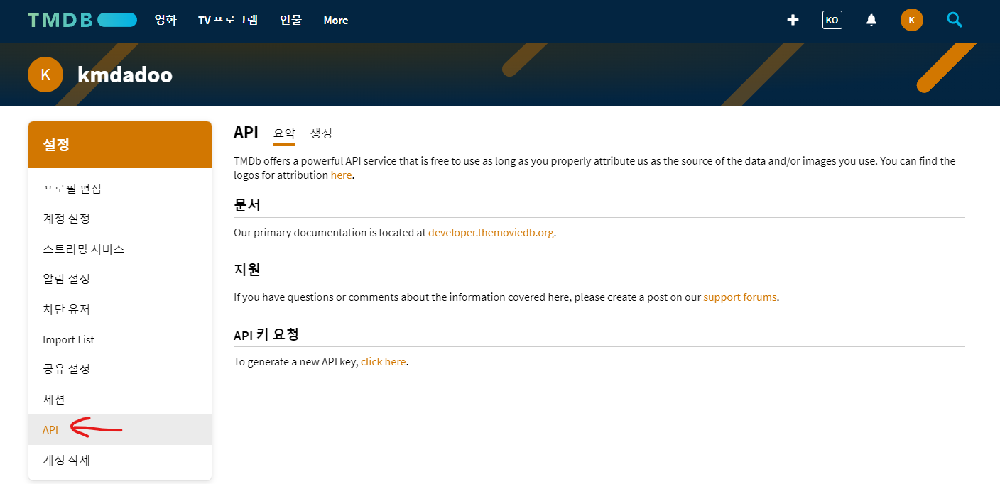 TMDB 영화 TV 프로그램 인물 More KO K
K kmdadoo
설정
프로필 편집
계정 설정
스트리밍 서비스
알람 설정
차단 유저
Import List
공유 설정
세션
API
계정 삭제
API 요약 생성
TMDb offers a powerful API service that is free to use as long as you properly attribute us as the source of the data and/or images you use. You can find the
logos for attribution here.
문서
Our primary documentation is located at developer.themoviedb.org.
지원
If you have questions or comments about the information covered here, please create a post on our support forums.
API 키 요청
To generate a new API key, click here.